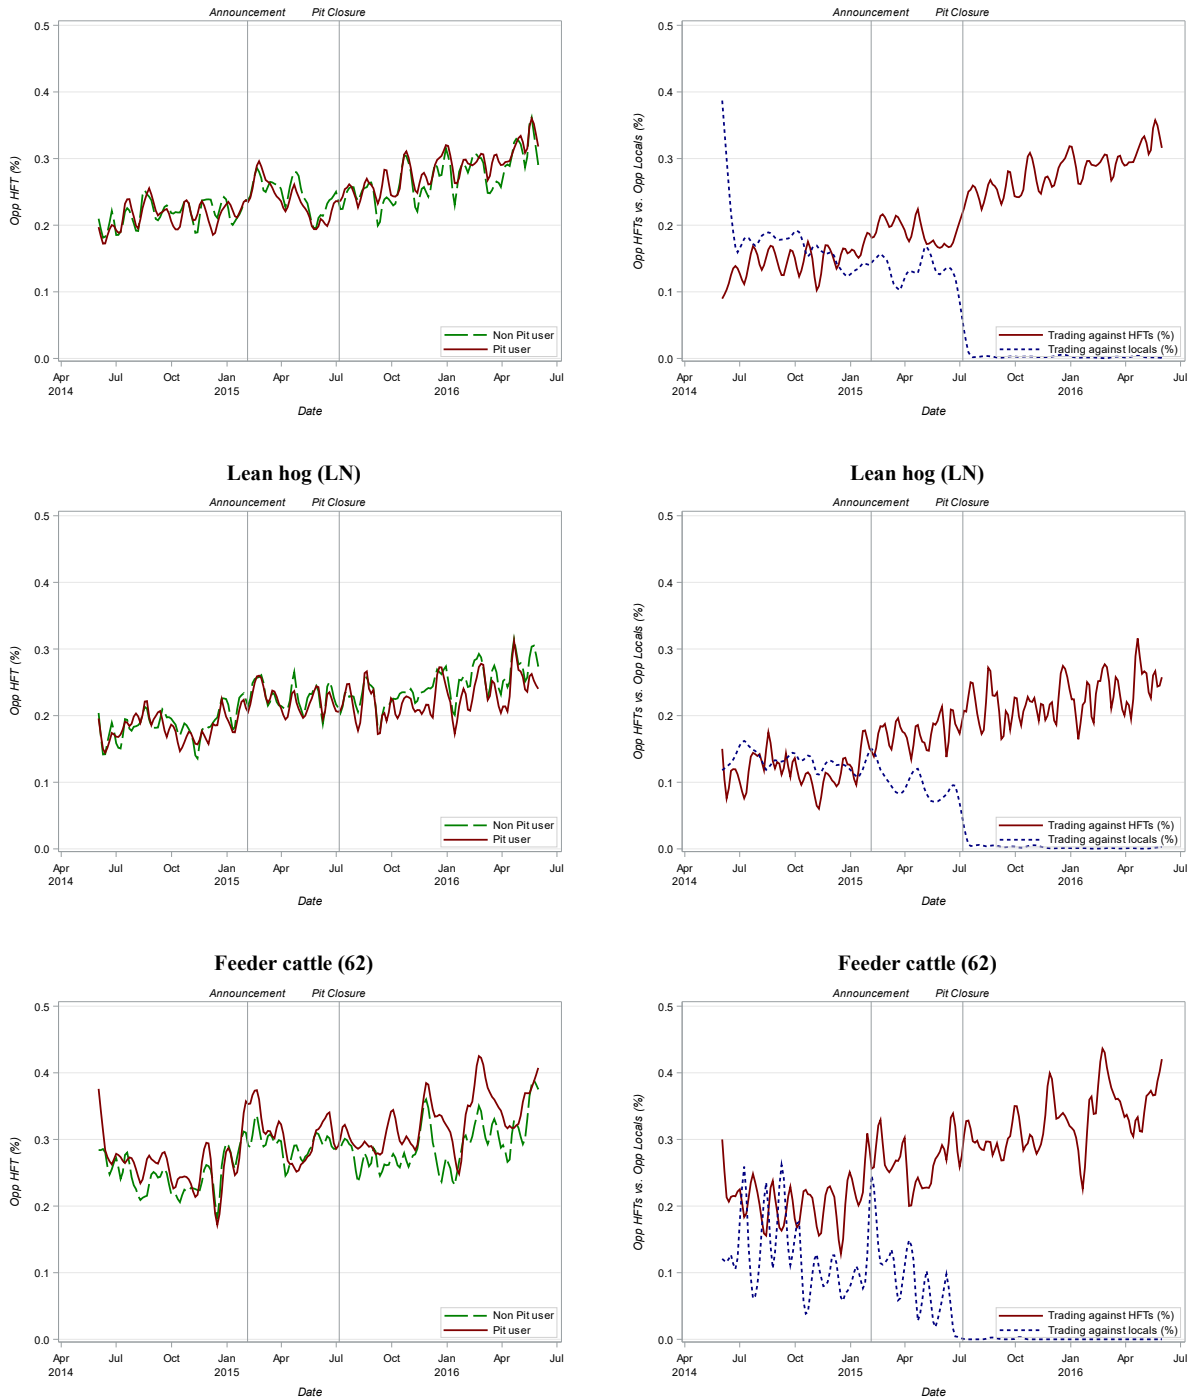 Announcement Pit Closure
0.5
0.4
0.3
0.2
0.1
0.0
Opp HFT (%)
Non Pit user
Pit user
Apr Jul Oct Jan Apr Jul Oct Jan Apr Jul
2014 2015 2016
Date
Announcement Pit Closure
0.5
0.4
0.3
0.2
0.1
0.0
Opp HFTs vs. Opp Locals (%)
Trading against HFTs (%)
Trading against locals (%)
Apr Jul Oct Jan Apr Jul Oct Jan Apr Jul
2014 2015 2016
Date
Lean hog (LN)
Announcement Pit Closure
0.5
0.4
0.3
0.2
0.1
0.0
Opp HFT (%)
Non Pit user
Pit user
Apr Jul Oct Jan Apr Jul Oct Jan Apr Jul
2014 2015 2016
Date
Lean hog (LN)
Announcement Pit Closure
0.5
0.4
0.3
0.2
0.1
0.0
Opp HFTs vs. Opp Locals (%)
Trading against HFTs (%)
Trading against locals (%)
Apr Jul Oct Jan Apr Jul Oct Jan Apr Jul
2014 2015 2016
Date
Feeder cattle (62)
Announcement Pit Closure
0.5
0.4
0.3
0.2
0.1
0.0
Opp HFT (%)
Non Pit user
Pit user
Apr Jul Oct Jan Apr Jul Oct Jan Apr Jul
2014 2015 2016
Date
Feeder cattle (62)
Announcement Pit Closure
0.5
0.4
0.3
0.2
0.1
0.0
Opp HFTs vs. Opp Locals (%)
Trading against HFTs (%)
Trading against locals (%)
Apr Jul Oct Jan Apr Jul Oct Jan Apr Jul
2014 2015 2016
Date